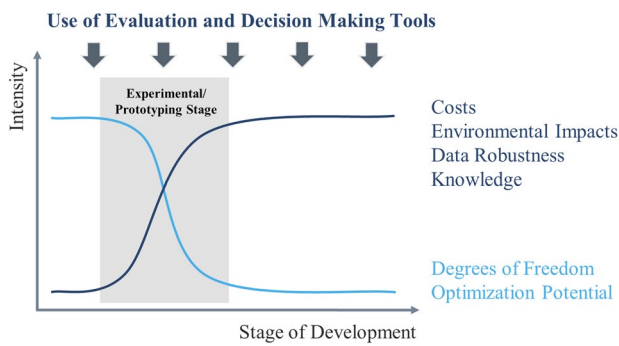 Use of Evaluation and Decision Making Tools
Experimental/
Prototyping Stage
Intensity
Costs
Environmental Impacts
Data Robustness
Knowledge
Degrees of Freedom
Optimization Potential
Stage of Development